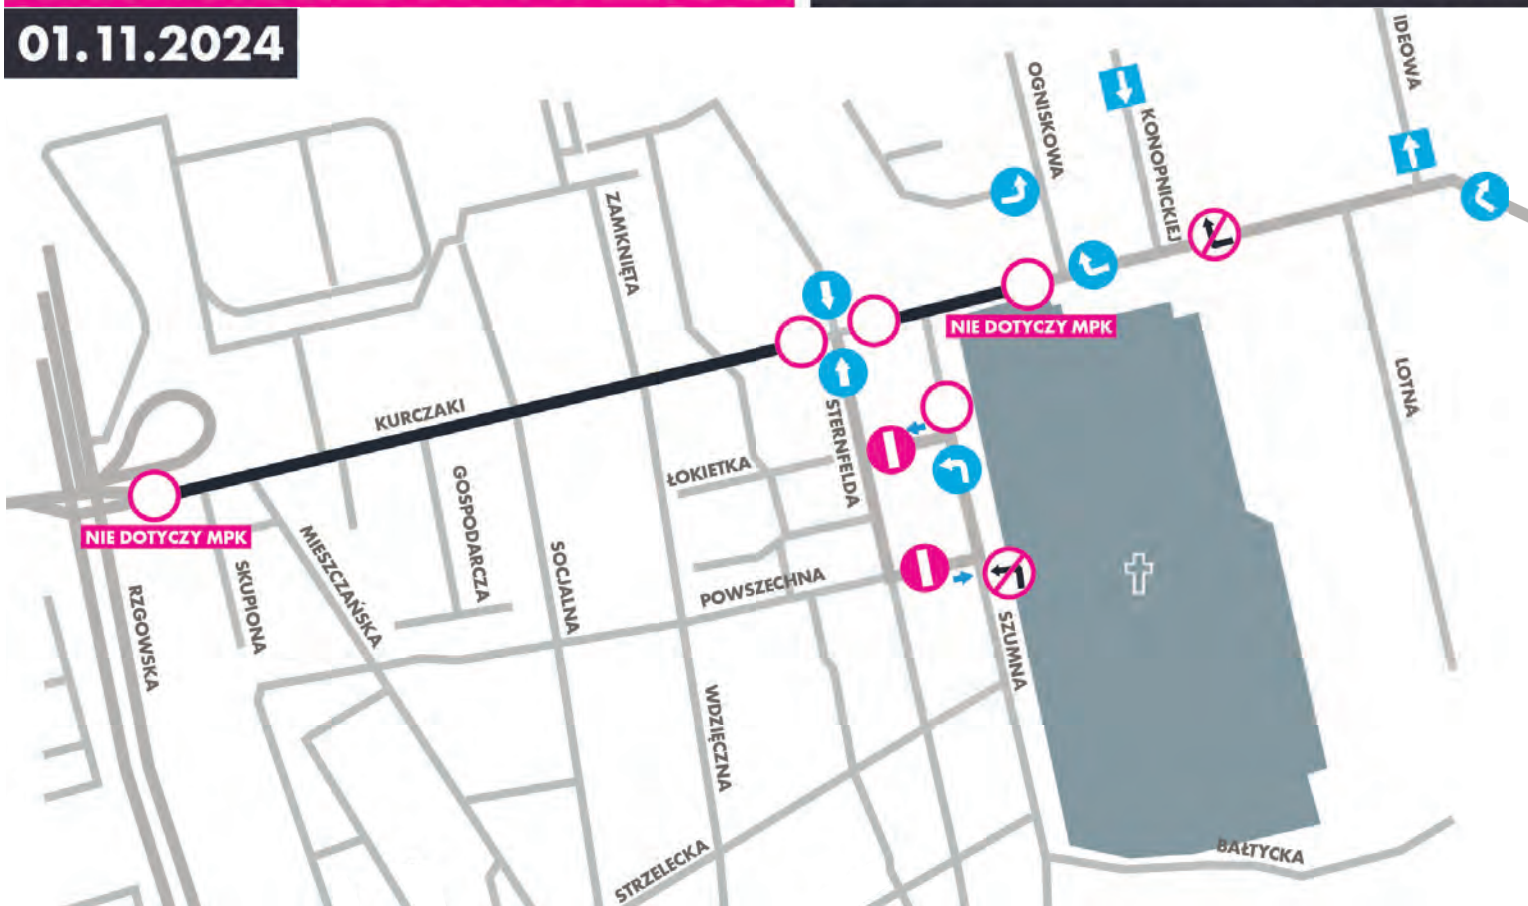 01.11.2024
IDEOWA
OGNISKOWA
KONOPNICKIEJ
ZAMKNIĘTA
NIE DOTYCZY MPK
LOTNA
KURCZAKI
STERNFELDA
ŁOKIETKA
GOSPODARCZA
NIE DOTYCZY MPK
MIESZCZAŃSKA
SOCJALNA
SKUPIONA
POWSZECHNA
RZGOWSKA
SZUMNA
WDZIĘCZNA
STRZELECKA
BAŁTYCKA